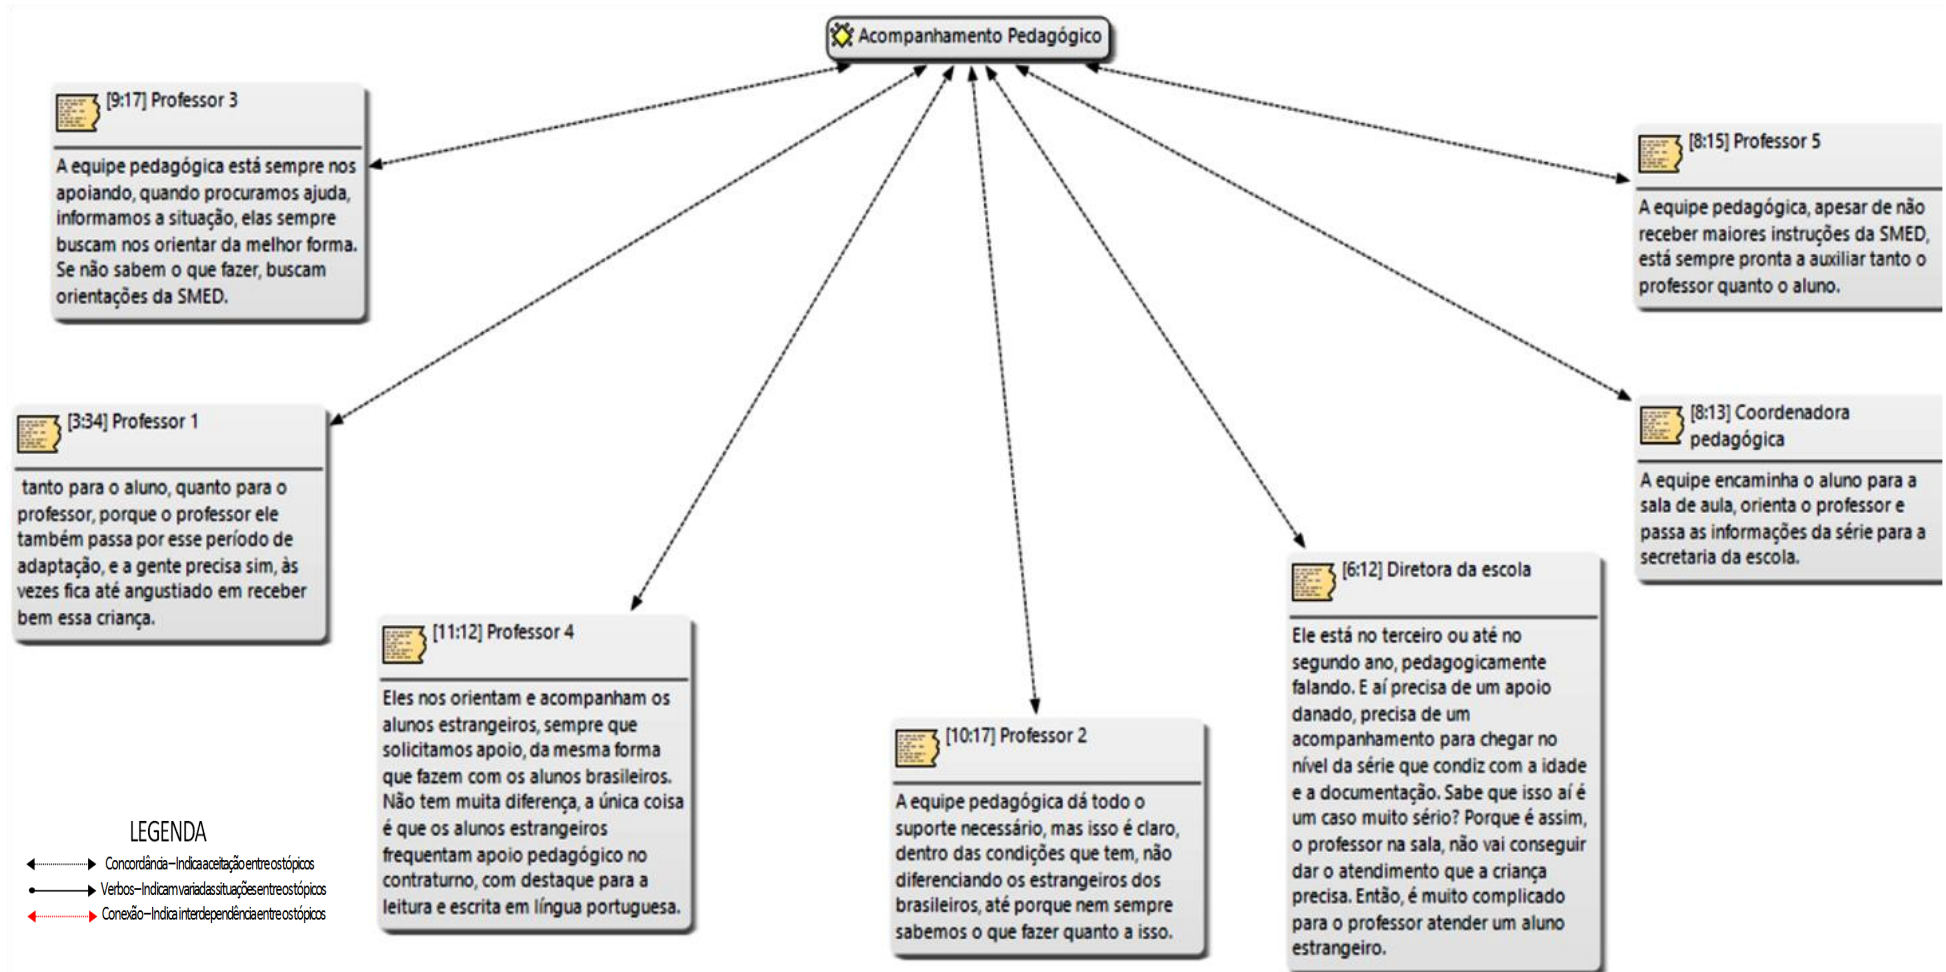 Acompanhamento Pedagógico
[9:17] Professor 3
A equipe pedagógica está sempre nos
apoiando, quando procuramos ajuda,
informamos a situação, elas sempre
buscam nos orientar da melhor forma.
Se não sabem o que fazer, buscam
orientações da SMED.
[8:15] Professor 5
A equipe pedagógica, apesar de não
receber maiores instruções da SMED,
está sempre pronta a auxiliar tanto o
professor quanto o aluno.
[3:34] Professor 1
tanto para o aluno, quanto para o
professor, porque o professor ele
também passa por esse período de
adaptação, e a gente precisa sim, às
vezes fica até angustiado em receber
bem essa criança.
[8:13] Coordenadora
pedagógica
A equipe encaminha o aluno para a
sala de aula, orienta o professor e
passa as informações da série para a
secretaria da escola.
[11:12] Professor 4
Eles nos orientam e acompanham os
alunos estrangeiros, sempre que
solicitamos apoio, da mesma forma
que fazem com os alunos brasileiros.
Não tem muita diferença, a única coisa
é que os alunos estrangeiros
frequentam apoio pedagógico no
contraturno, com destaque para a
leitura e escrita em língua portuguesa.
[10:17] Professor 2
A equipe pedagógica dá todo o
suporte necessário, mas isso é claro,
dentro das condições que tem, não
diferenciando os estrangeiros dos
brasileiros, até porque nem sempre
sabemos o que fazer quanto a isso.
[6:12] Diretora da escola
Ele está no terceiro ou até no
segundo ano, pedagogicamente
falando. E aí precisa de um apoio
danado, precisa de um
acompanhamento para chegar no
nível da série que condiz com a idade
e a documentação. Sabe que isso aí é
um caso muito sério? Porque é assim,
o professor na sala, não vai conseguir
dar o atendimento que a criança
precisa. Então, é muito complicado
para o professor atender um aluno
estrangeiro.
LEGENDA
Concordância – Indica aceitação entre os tópicos
Verbos – Indicam variadas situações entre os tópicos
Conexão – Indica interdependência entre os tópicos